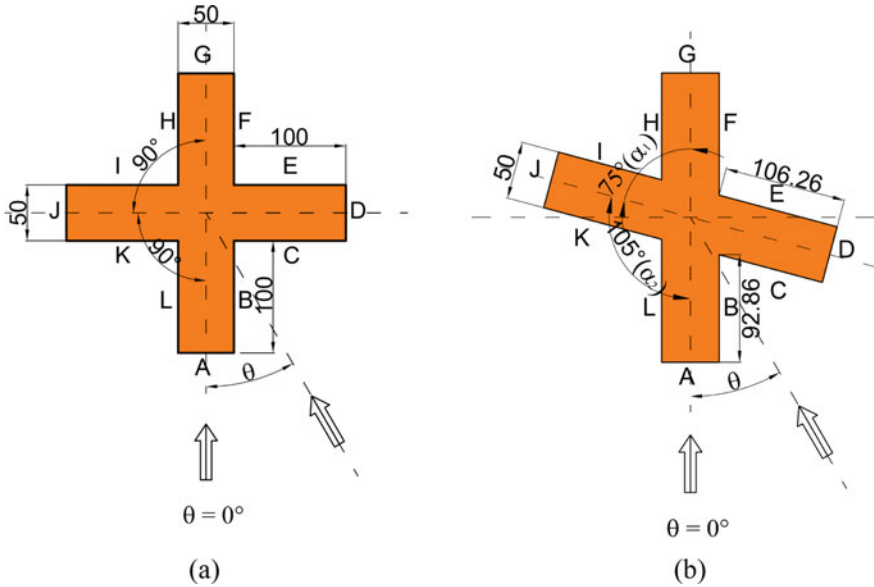 50
G
H
F
100
90°
I
E
50
J
D
K
90°
C
L
B
100
A
θ
θ = 0°
(a)
G
H
F
50
J
I
75°(α₁)
106.26
E
D
K
105°(α₂)
C
L
B
92.86
A
θ
θ = 0°
(b)